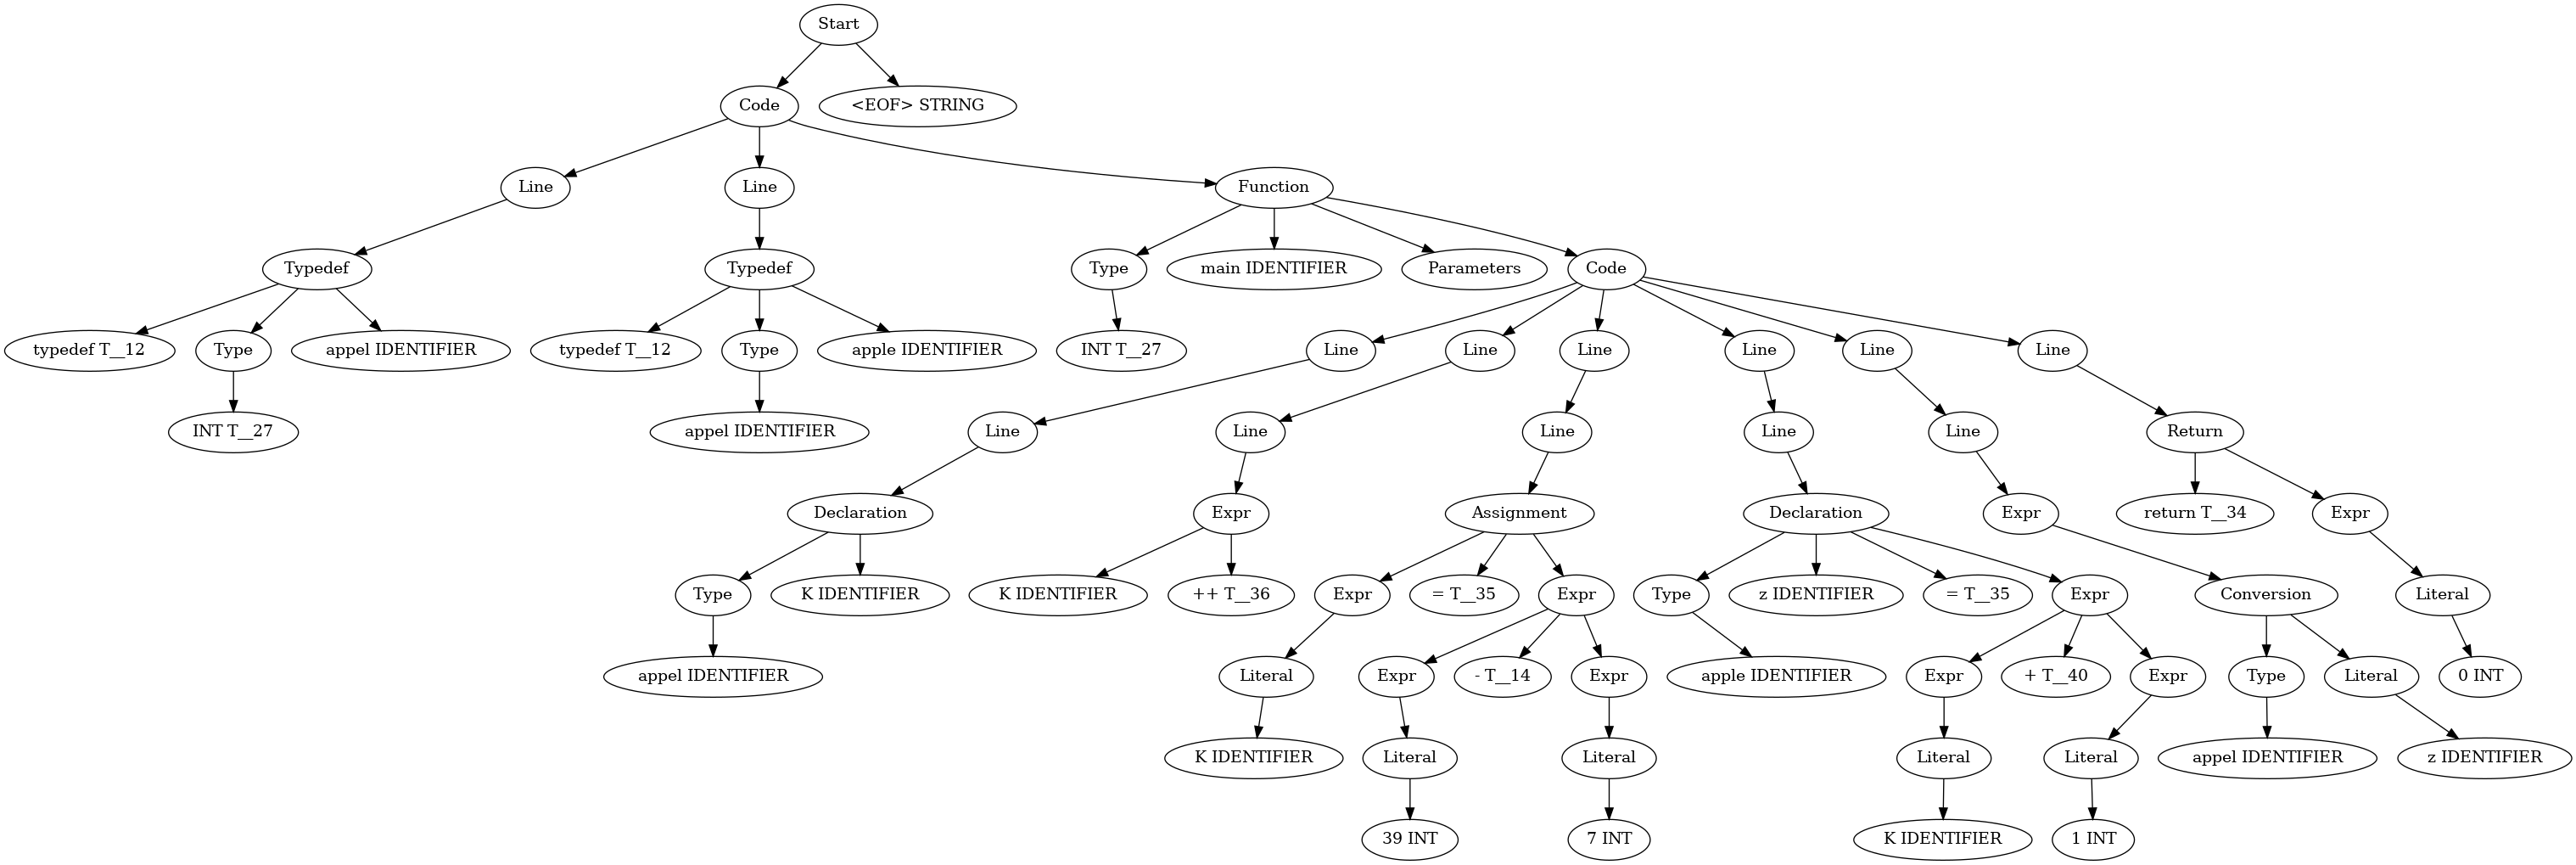 Start
Code
<EOF> STRING
Line
Line
Function
Typedef
Typedef
Type
main IDENTIFIER
Parameters
Code
typedef T__12
Type
appel IDENTIFIER
typedef T__12
Type
apple IDENTIFIER
INT T__27
Line
Line
Line
Line
Line
Line
INT T__27
appel IDENTIFIER
Line
Line
Line
Line
Line
Return
Declaration
Expr
Assignment
Declaration
Expr
return T__34
Expr
Type
K IDENTIFIER
K IDENTIFIER
++ T__36
Expr
= T__35
Expr
Type
z IDENTIFIER
= T__35
Expr
Conversion
Literal
appel IDENTIFIER
Literal
Expr
- T__14
Expr
apple IDENTIFIER
Expr
+ T__40
Expr
Type
Literal
0 INT
K IDENTIFIER
Literal
Literal
Literal
Literal
appel IDENTIFIER
z IDENTIFIER
39 INT
7 INT
K IDENTIFIER
1 INT